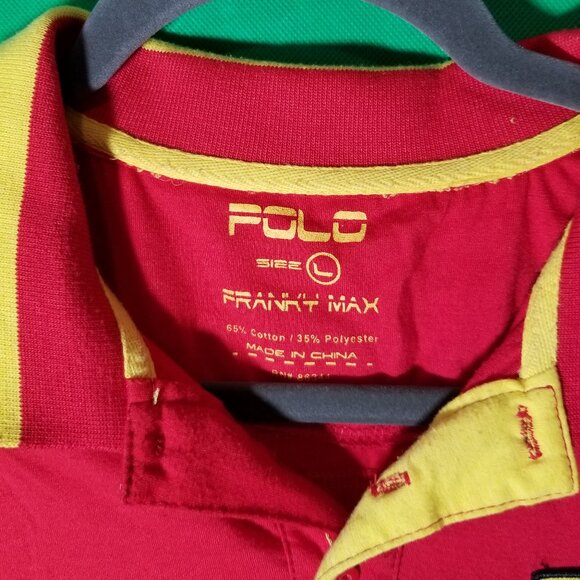 POLO
SIZE L
FRANKY MAX
65% Cotton / 35% Polyester
MADE IN CHINA